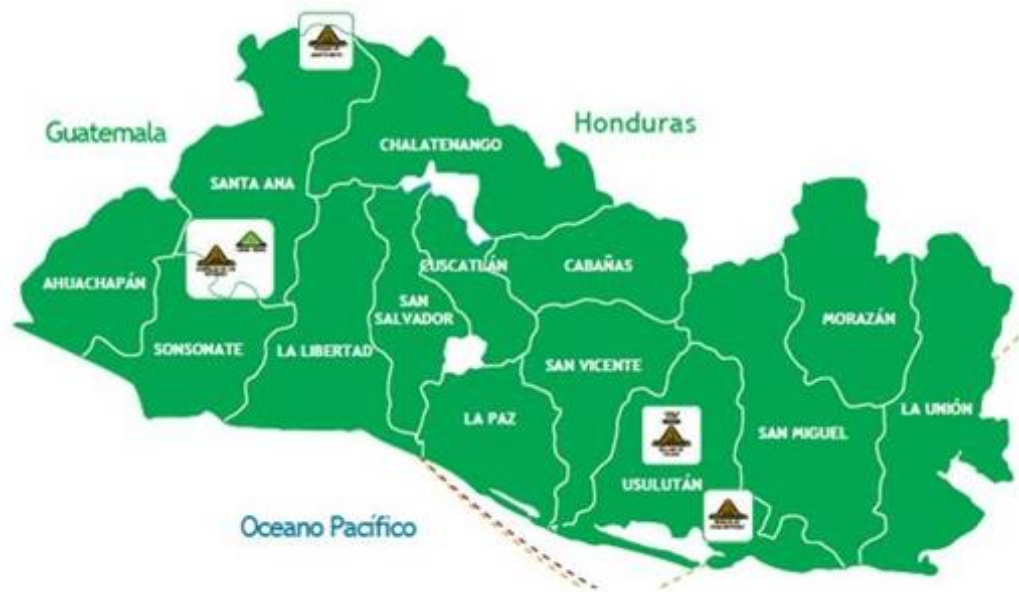 Guatemala
Honduras
CHALATENANGO
SANTA ANA
AHUACHAPÁN
CUSCATLÁN
CABAÑAS
SAN
SALVADOR
SONSONATE
LA LIBERTAD
SAN VICENTE
MORAZÁN
LA PAZ
LA UNIÓN
SAN MIGUEL
USULUTÁN
Oceano Pacífico